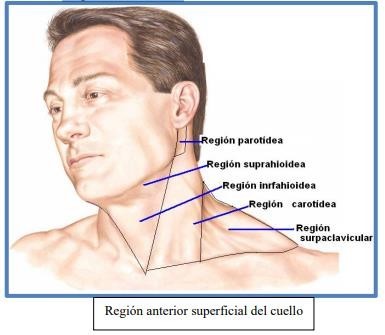 Región parotídea
Región suprahioidea
Región inrfahioidea
Región carotídea
Región
surpaclavicular
Región anterior superficial del cuello